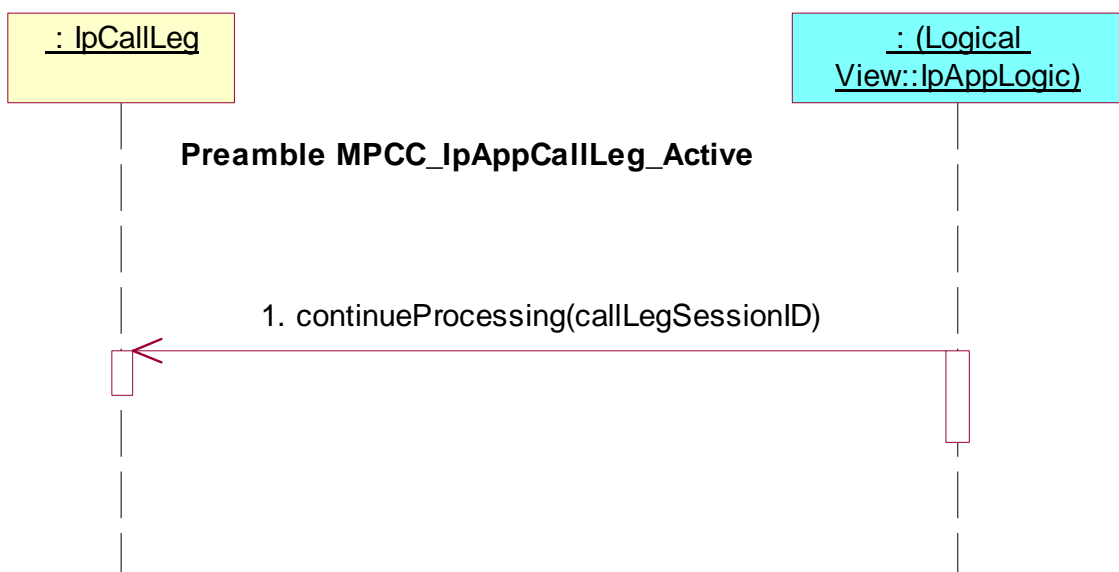 : IpCallLeg
: (Logical
View::IpAppLogic)
Preamble MPCC_IpAppCallLeg_Active
1. continueProcessing(callLegSessionID)